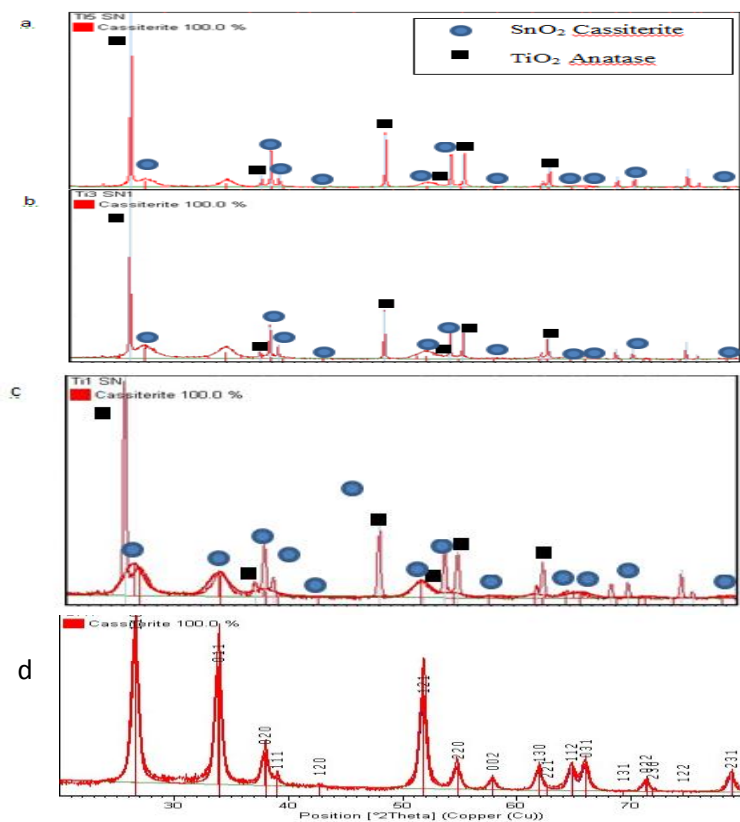 a.
Ti5 SN
Cassiterite 100.0 %
SnO₂ Cassiterite
TiO₂ Anatase
b.
Ti3 SN1
Cassiterite 100.0 %
c
Ti1 SN
Cassiterite 100.0 %
d
Cassiterite 100.0 %
011
020
111
120
121
220
002
130
221
112
031
131
122
231
30
40
50
60
70
Position [°2Theta] (Copper (Cu))